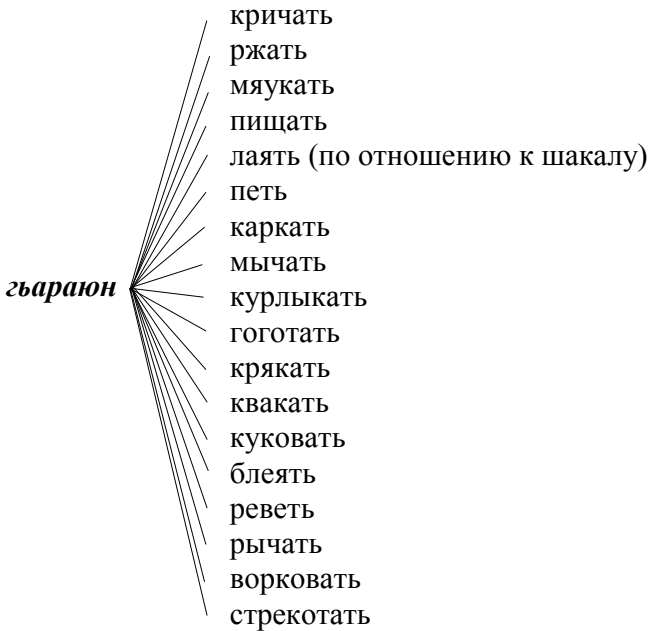 кричать
ржать
мяукать
пищать
лаять (по отношению к шакалу)
петь
каркать
мычать
гьараюн
курлыкать
гоготать
крякать
квакать
куковать
блеять
реветь
рычать
ворковать
стрекотать